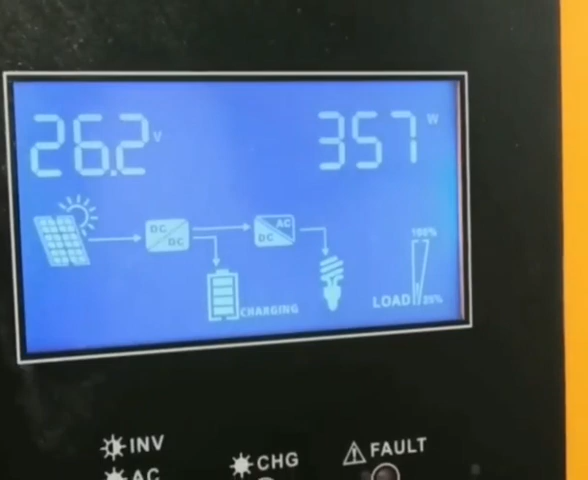 26.2 V
357 W
DC
DC
AC
DC
100%
CHARGING
LOAD 25%
INV
AC
CHG
FAULT